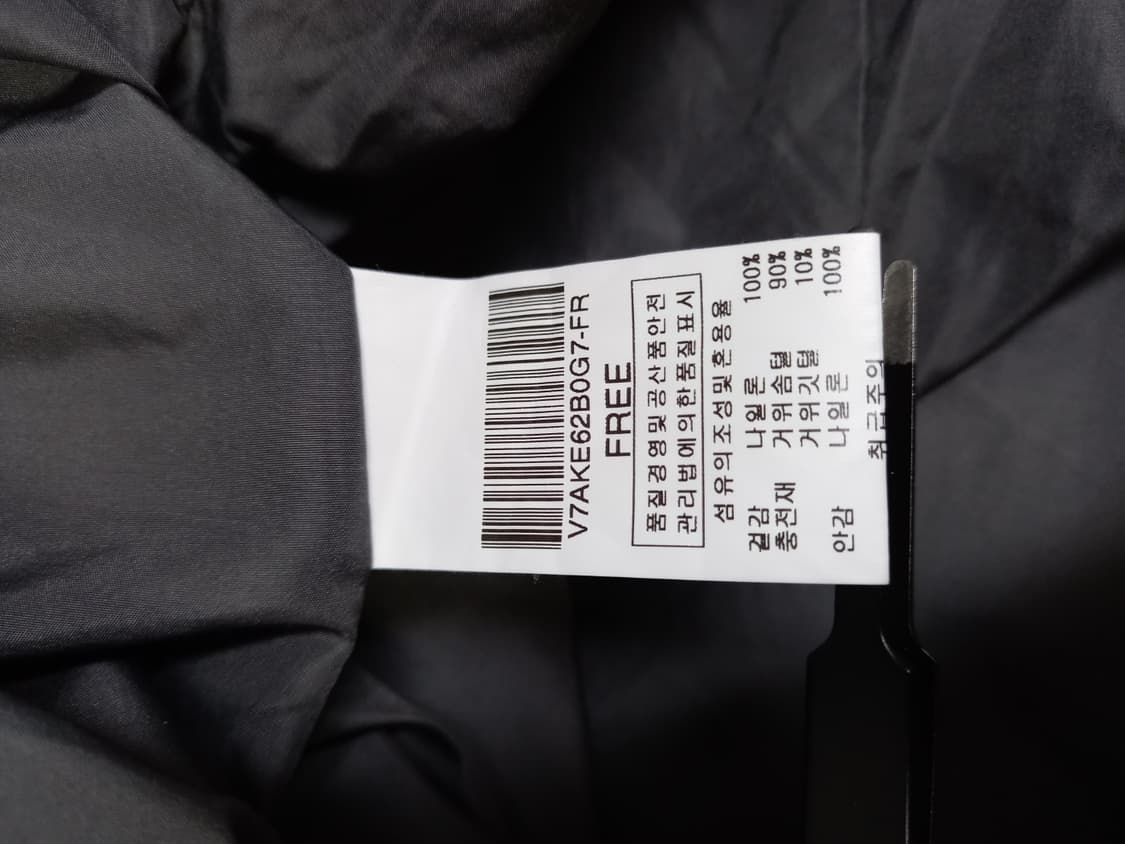 V7AKE62B0G7-FR
FREE
품질경영및공산품안전
관리법에의한품질표시
섬유의조성및혼용율
겉감 나일론 100%
충전재 거위솜털 90%
거위깃털 10%
안감 나일론 100%
취급주의